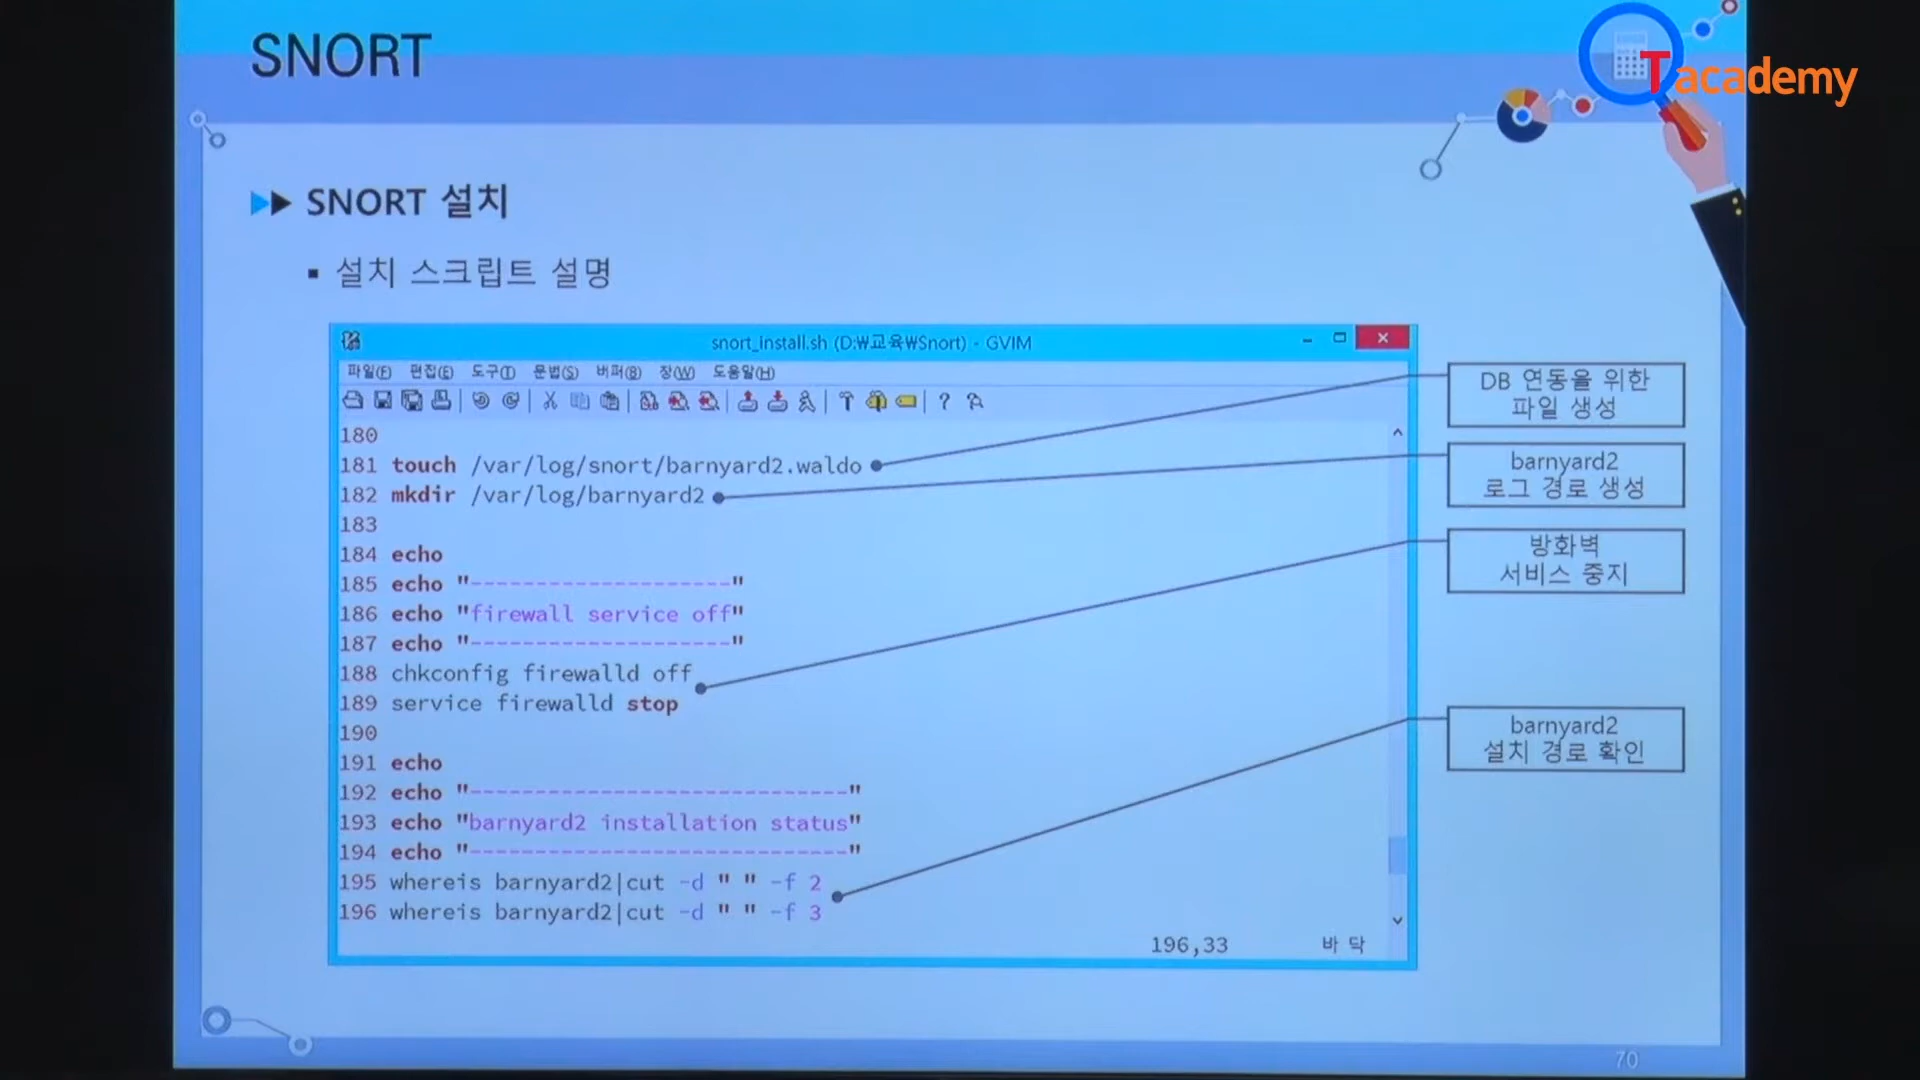 SNORT
Tacademy
SNORT 설치
설치 스크립트 설명
snort_install.sh (D:₩교육₩Snort) - GVIM
파일(F) 편집(E) 도구(T) 문법(S) 버퍼(B) 창(W) 도움말(H)
180
181 touch /var/log/snort/barnyard2.waldo
182 mkdir /var/log/barnyard2
183
184 echo
185 echo "--------------------"
186 echo "firewall service off"
187 echo "--------------------"
188 chkconfig firewalld off
189 service firewalld stop
190
191 echo
192 echo "-----------------------------"
193 echo "barnyard2 installation status"
194 echo "-----------------------------"
195 whereis barnyard2|cut -d " " -f 2
196 whereis barnyard2|cut -d " " -f 3
196,33 바닥
DB 연동을 위한
파일 생성
barnyard2
로그 경로 생성
방화벽
서비스 중지
barnyard2
설치 경로 확인
70